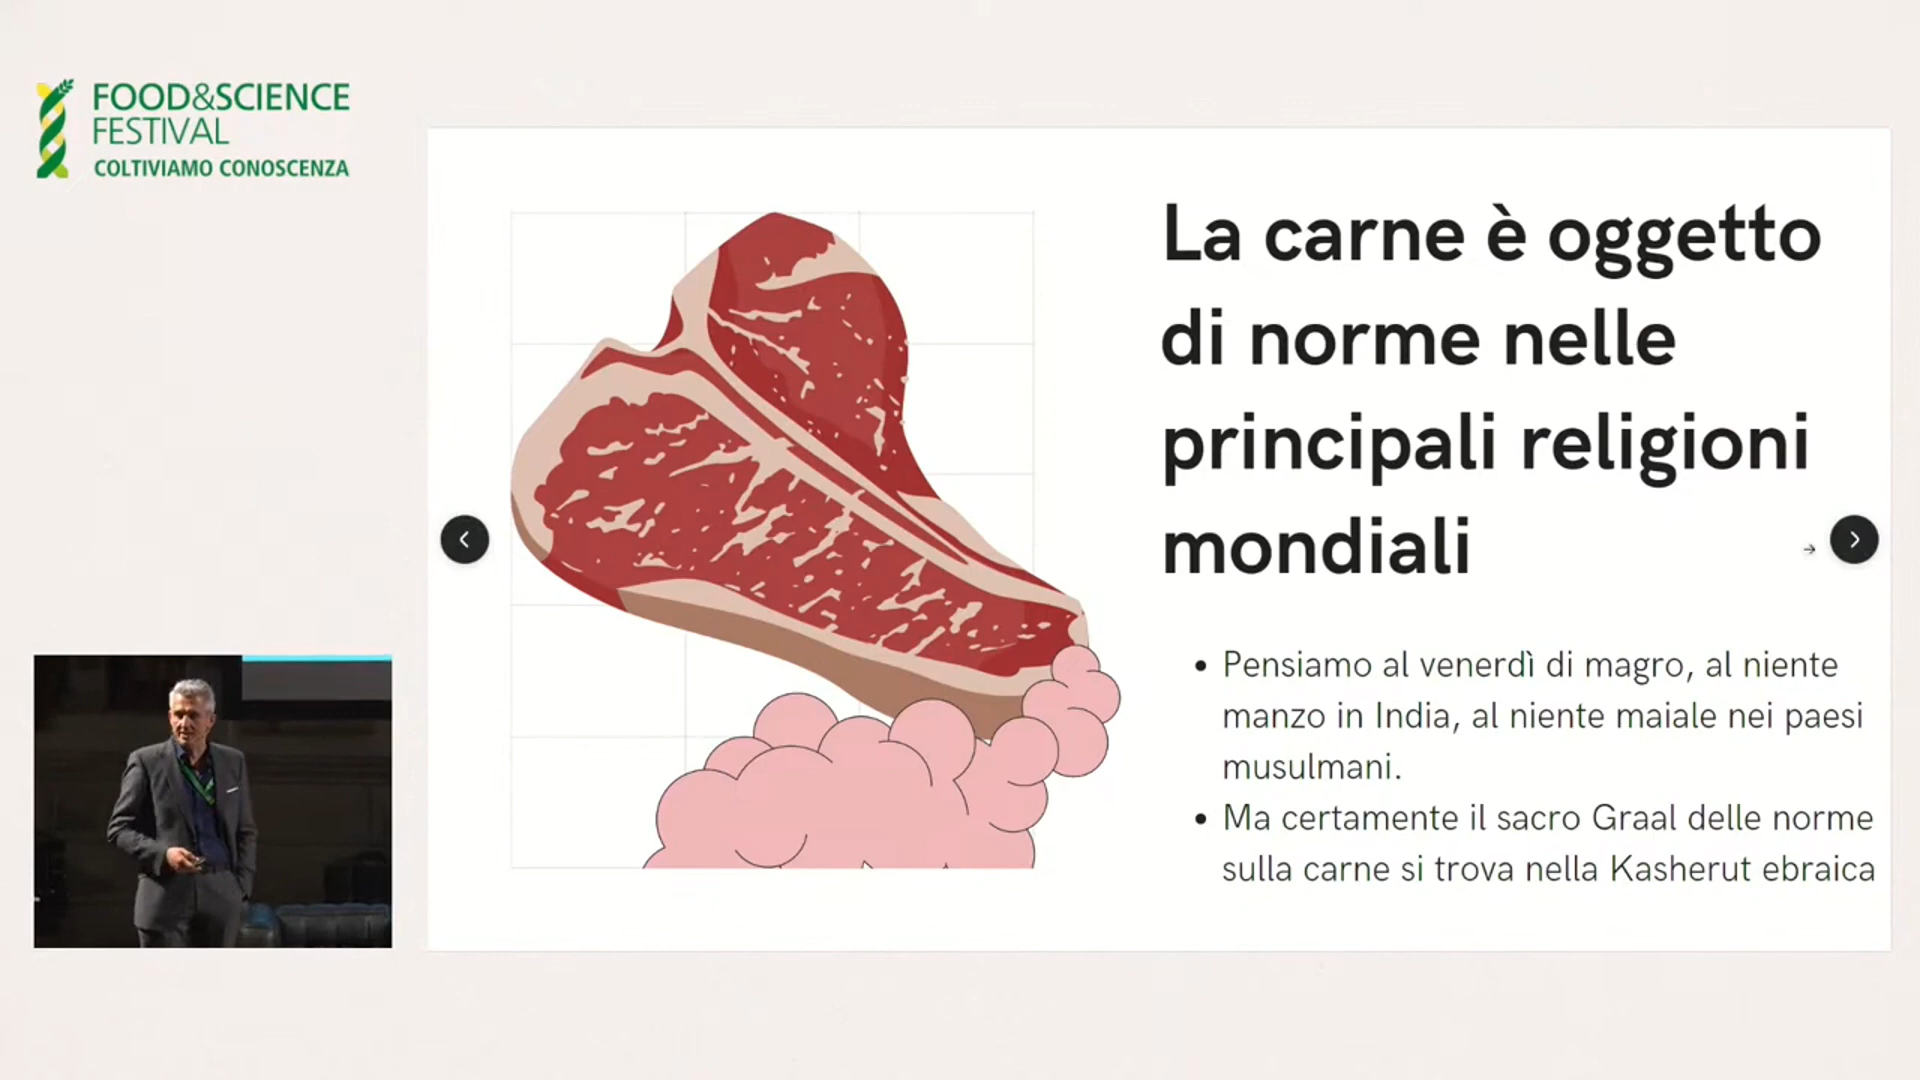 FOOD&SCIENCE
FESTIVAL
COLTIVIAMO CONOSCENZA
La carne è oggetto
di norme nelle
principali religioni
mondiali
• Pensiamo al venerdì di magro, al niente
manzo in India, al niente maiale nei paesi
musulmani.
• Ma certamente il sacro Graal delle norme
sulla carne si trova nella Kasherut ebraica